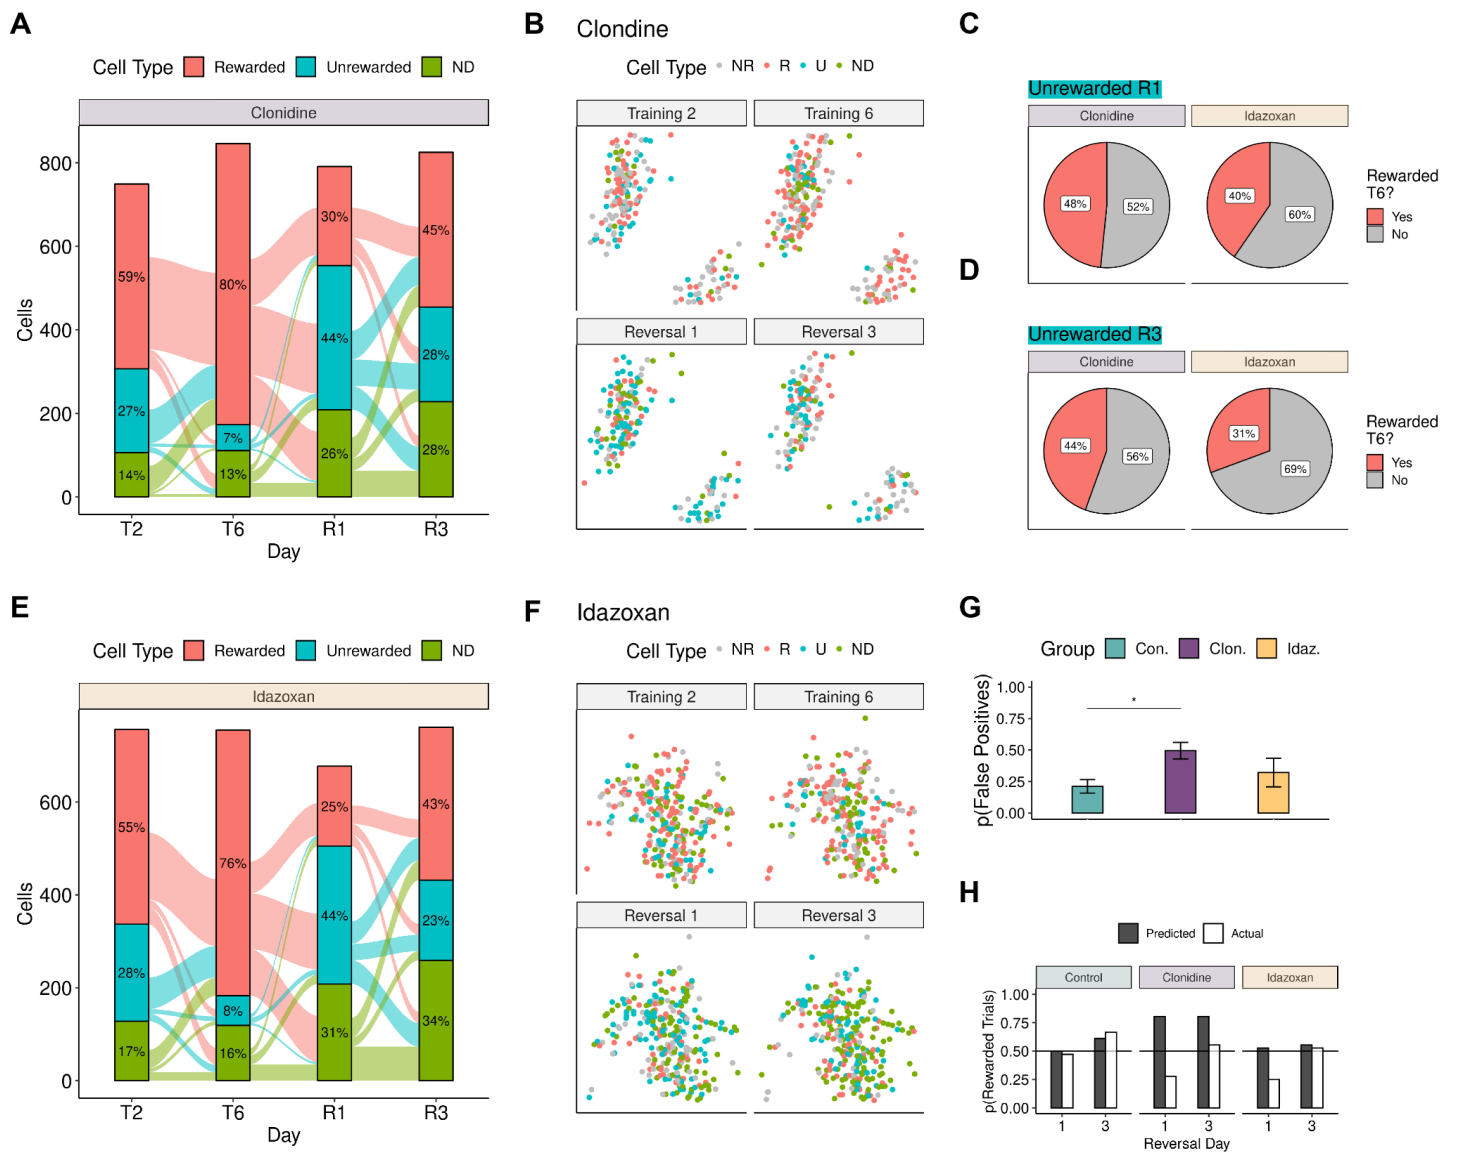 A
Cell Type Rewarded Unrewarded ND
Clonidine
Cells
800
600
400
200
0
59%
27%
14%
80%
7%
13%
30%
44%
26%
45%
28%
28%
T2 T6 R1 R3
Day
B
Clondine
Cell Type NR R U ND
Training 2 Training 6
Reversal 1 Reversal 3
C
Unrewarded R1
Clonidine Idazoxan
48% 52% 40% 60%
Rewarded
T6?
Yes
No
D
Unrewarded R3
Clonidine Idazoxan
44% 56% 31% 69%
Rewarded
T6?
Yes
No
E
Cell Type Rewarded Unrewarded ND
Idazoxan
Cells
600
400
200
0
55%
28%
17%
76%
8%
16%
25%
44%
31%
43%
23%
34%
T2 T6 R1 R3
Day
F
Idazoxan
Cell Type NR R U ND
Training 2 Training 6
Reversal 1 Reversal 3
G
Group Con. Clon. Idaz.
p(False Positives)
1.00
0.75
0.50
0.25
0.00
*
H
Predicted Actual
Control Clonidine Idazoxan
p(Rewarded Trials)
1.00
0.75
0.50
0.25
0.00
1 3 1 3 1 3
Reversal Day